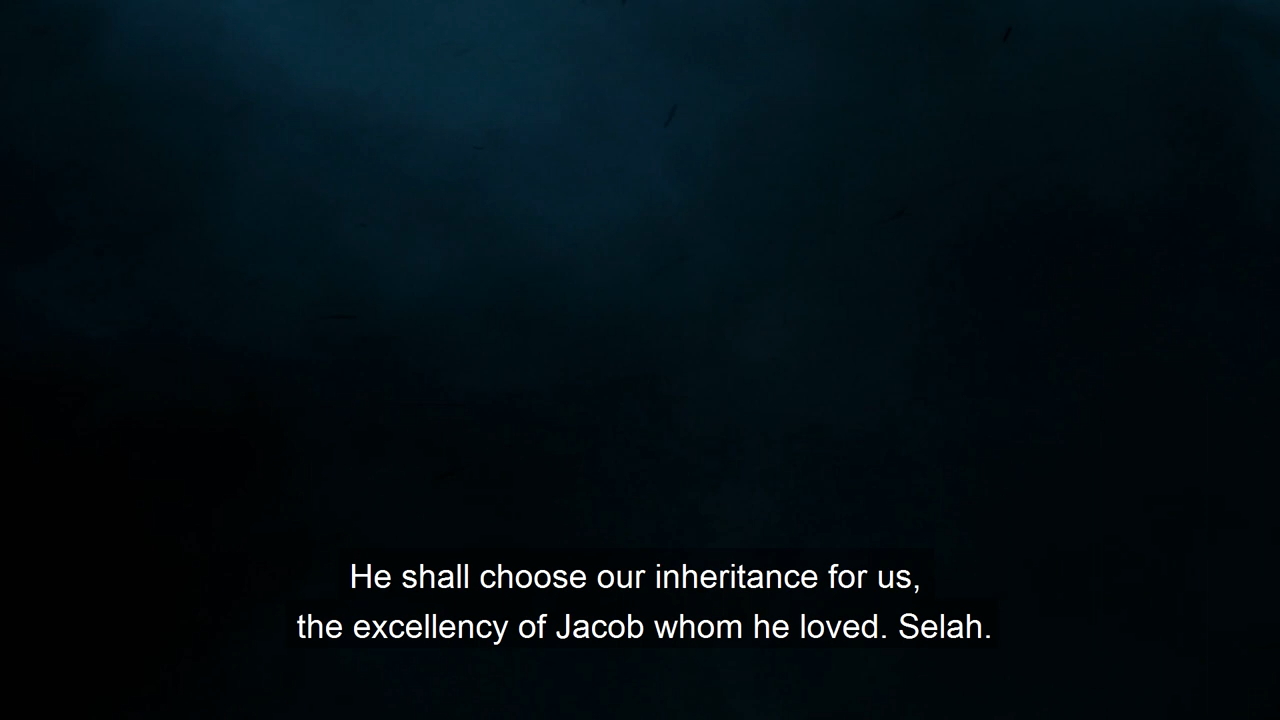 He shall choose our inheritance for us,
the excellency of Jacob whom he loved. Selah.